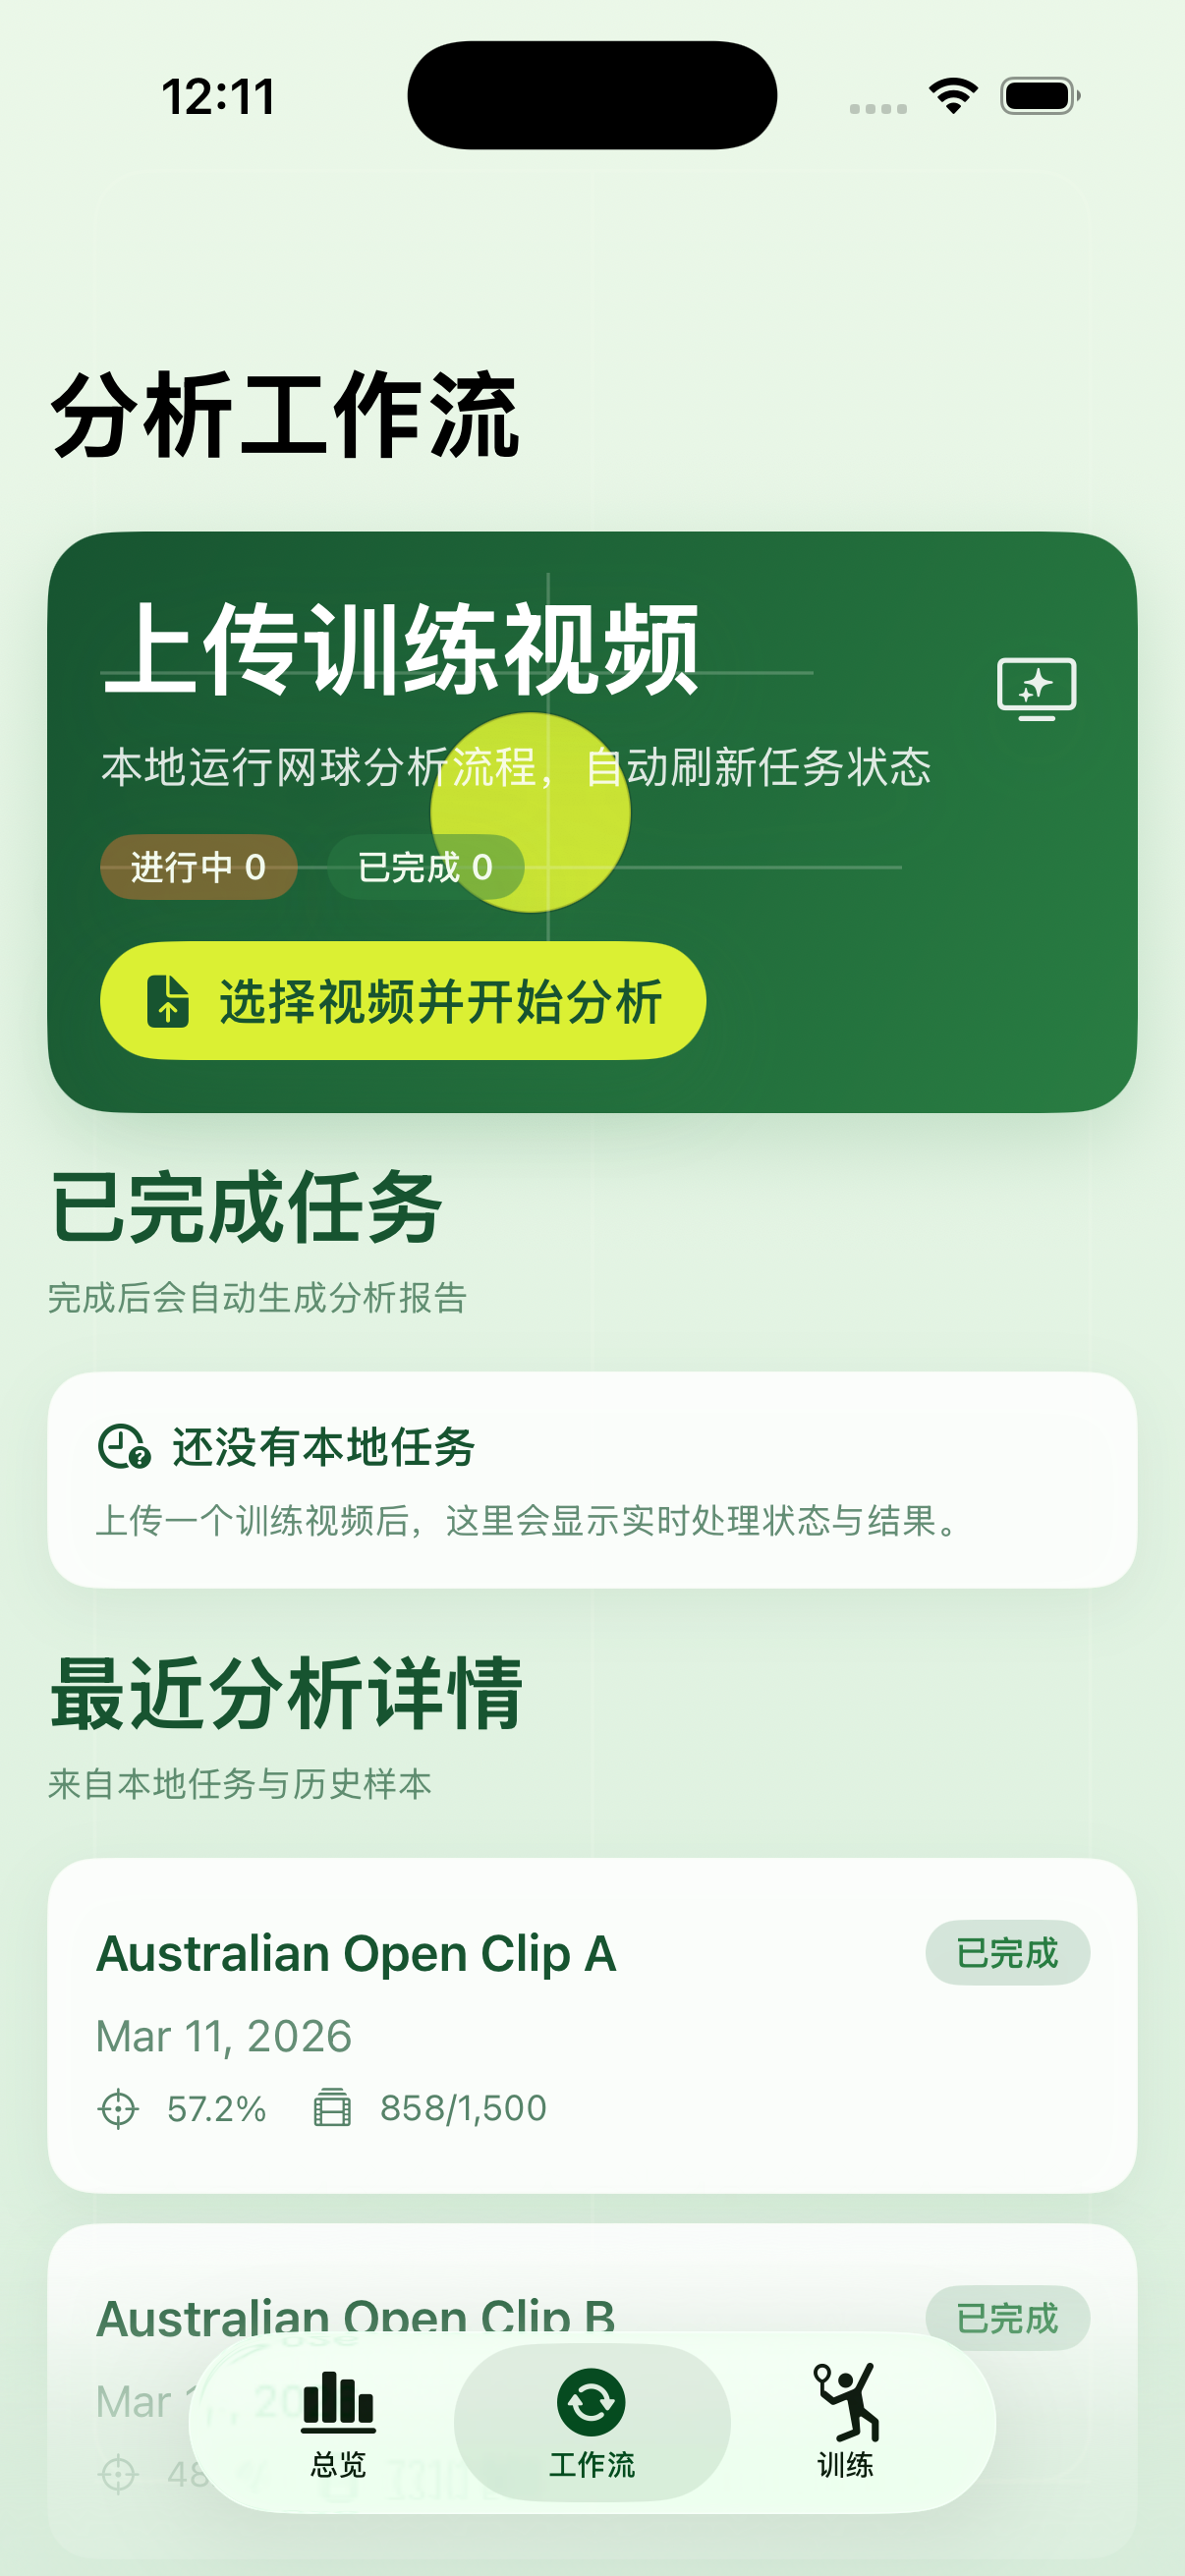 12:11
分析工作流
上传训练视频
本地运行网球分析流程，自动刷新任务状态
进行中 0
已完成 0
选择视频并开始分析
已完成任务
完成后会自动生成分析报告
还没有本地任务
上传一个训练视频后，这里会显示实时处理状态与结果。
最近分析详情
来自本地任务与历史样本
Australian Open Clip A
已完成
Mar 11, 2026
57.2%
858/1,500
Australian Open Clip B
已完成
Mar
48
总览
工作流
训练